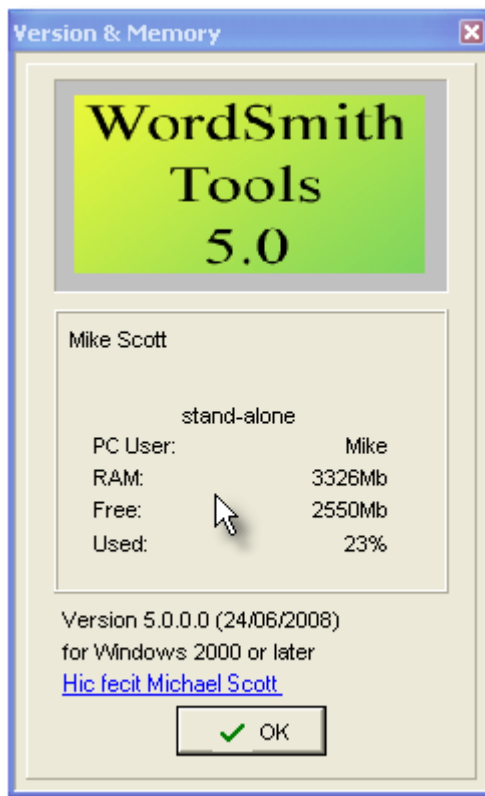 Version & Memory
WordSmith
Tools
5.0
Mike Scott
stand-alone
PC User: Mike
RAM: 3326Mb
Free: 2550Mb
Used: 23%
Version 5.0.0.0 (24/06/2008)
for Windows 2000 or later
Hic fecit Michael Scott
OK